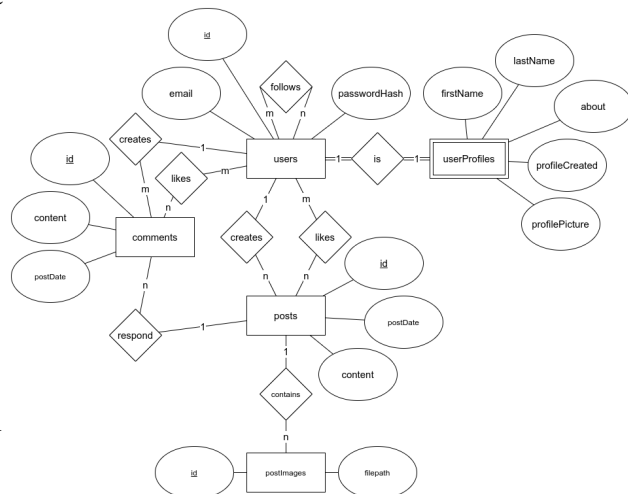 id
lastName
follows
email
passwordHash
firstName
about
m
n
creates
1
users
1
is
1
userProfiles
id
likes
m
profileCreated
m
n
1
m
profilePicture
content
comments
creates
likes
id
postDate
n
n
n
respond
1
posts
postDate
1
content
contains
n
id
postImages
filepath